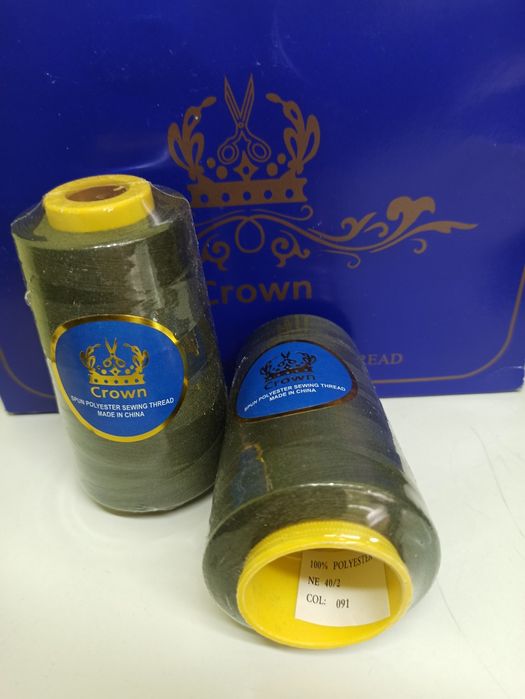 Crown
READ
Crown
SPUN POLYESTER SEWING THREAD
MADE IN CHINA
Crown
SPUN POLYESTER SEWING THREAD
MADE IN CHINA
100% POLYESTER
NE 40/2
COL: 091